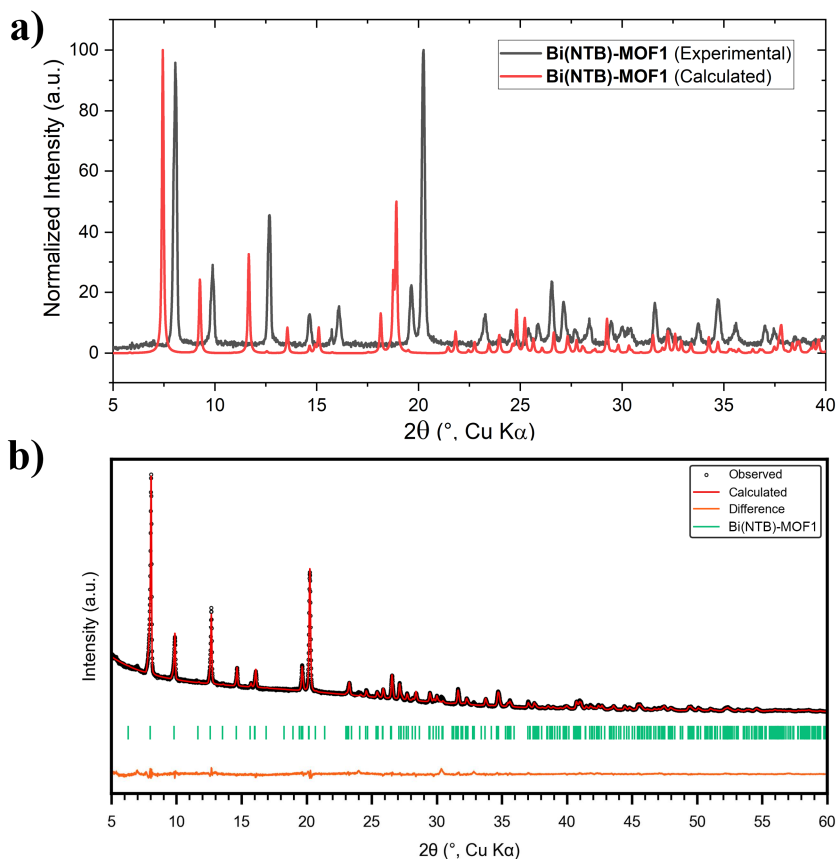 a)
Normalized Intensity (a.u.)
100
80
60
40
20
0
Bi(NTB)-MOF1 (Experimental)
Bi(NTB)-MOF1 (Calculated)
5 10 15 20 25 30 35 40
2θ (°, Cu Kα)
b)
Intensity (a.u.)
Observed
Calculated
Difference
Bi(NTB)-MOF1
5 10 15 20 25 30 35 40 45 50 55 60
2θ (°, Cu Kα)